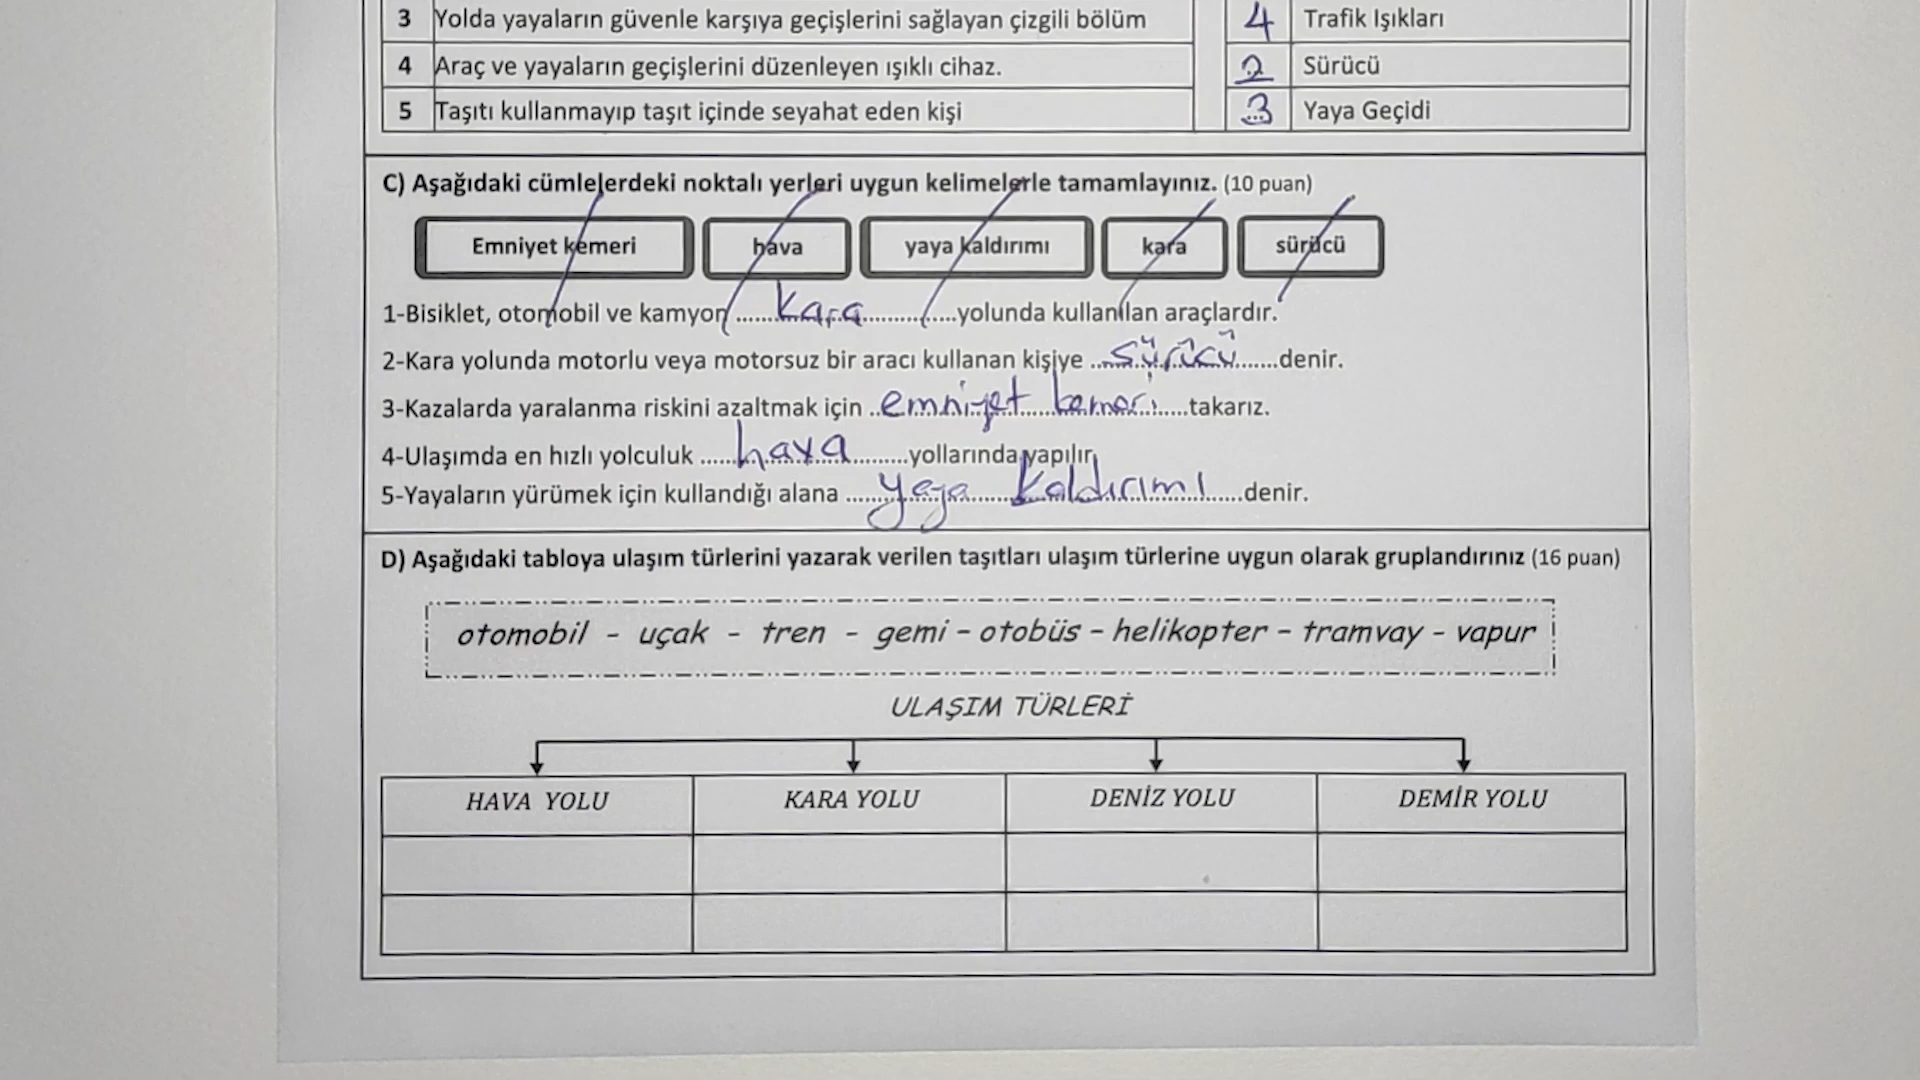 3 Yolda yayaların güvenle karşıya geçişlerini sağlayan çizgili bölüm 4 Trafik Işıkları
4 Araç ve yayaların geçişlerini düzenleyen ışıklı cihaz. 2 Sürücü
5 Taşıtı kullanmayıp taşıt içinde seyahat eden kişi 3 Yaya Geçidi
C) Aşağıdaki cümlelerdeki noktalı yerleri uygun kelimelerle tamamlayınız. (10 puan)
Emniyet kemeri hava yaya kaldırımı kara sürücü
1-Bisiklet, otomobil ve kamyon ......kara............yolunda kullanılan araçlardır.
2-Kara yolunda motorlu veya motorsuz bir aracı kullanan kişiye ..sürücü.......denir.
3-Kazalarda yaralanma riskini azaltmak için ..emniyet kemeri.....takarız.
4-Ulaşımda en hızlı yolculuk ......hava.........yollarında yapılır.
5-Yayaların yürümek için kullandığı alana ......yaya kaldırımı......denir.
D) Aşağıdaki tabloya ulaşım türlerini yazarak verilen taşıtları ulaşım türlerine uygun olarak gruplandırınız (16 puan)
otomobil - uçak - tren - gemi - otobüs - helikopter - tramvay - vapur
ULAŞIM TÜRLERİ
HAVA YOLU KARA YOLU DENİZ YOLU DEMİR YOLU